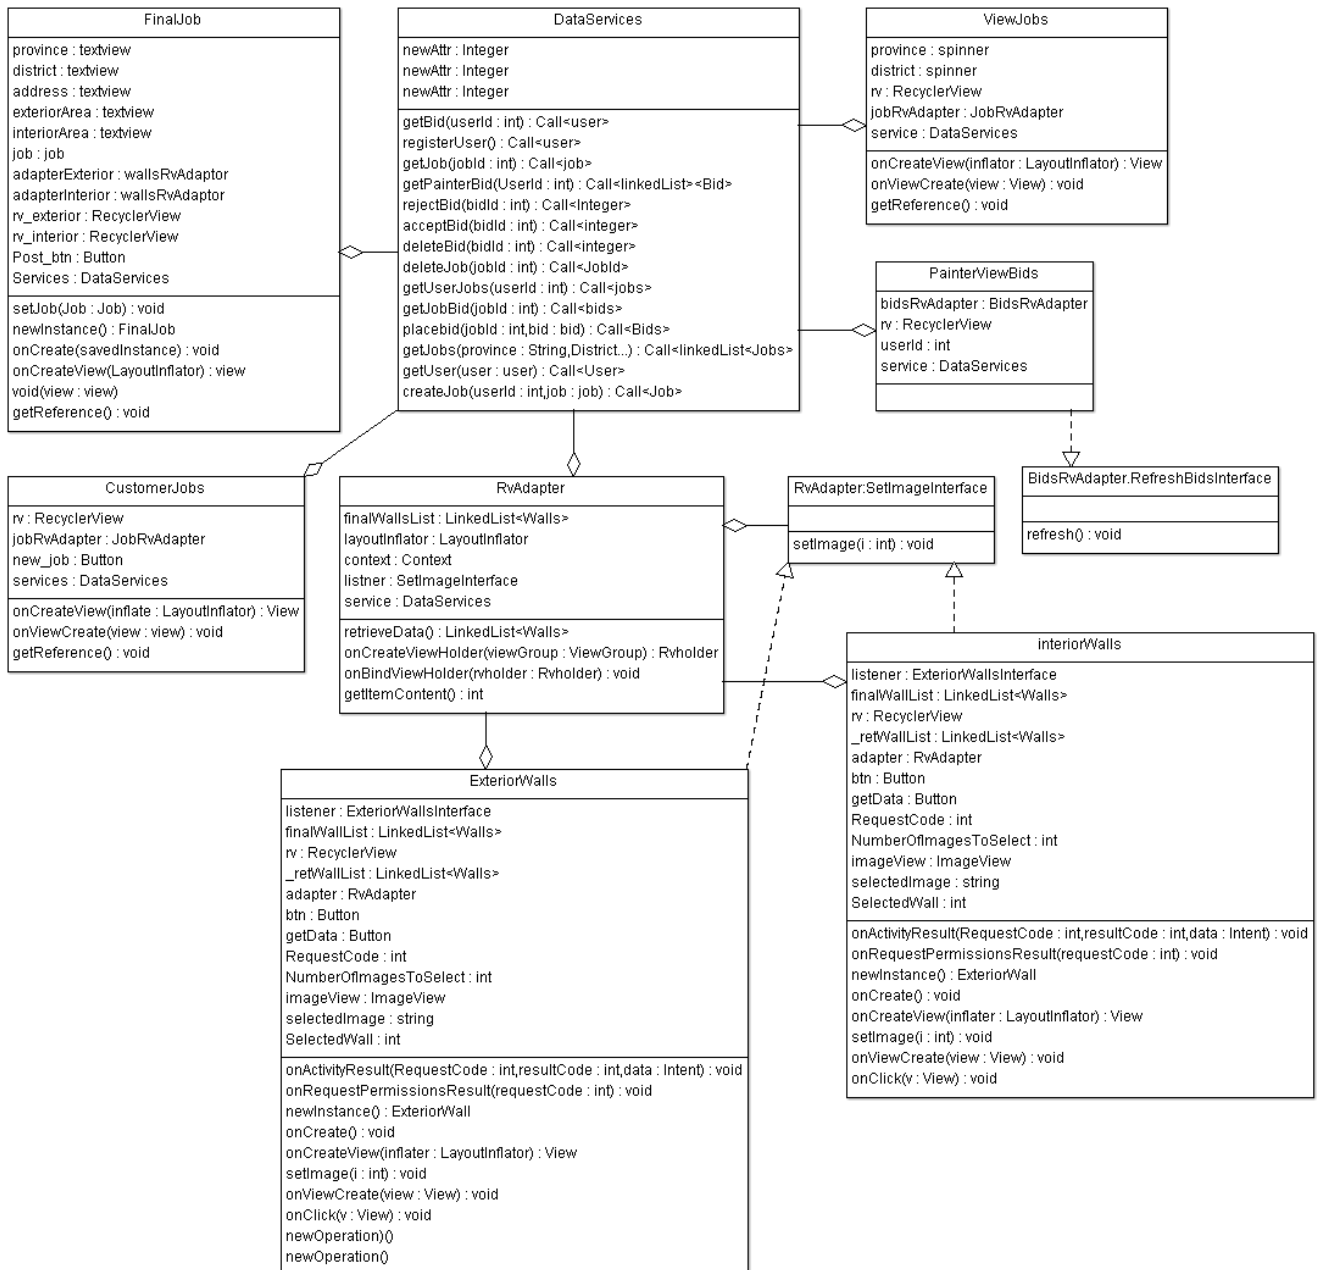 FinalJob
province : textview
district : textview
address : textview
exteriorArea : textview
interiorArea : textview
job : job
adapterExterior : wallsRvAdaptor
adapterInterior : wallsRvAdaptor
rv_exterior : RecyclerView
rv_interior : RecyclerView
Post_btn : Button
Services : DataServices
setJob(Job : Job) : void
newInstance() : FinalJob
onCreate(savedInstance) : void
onCreateView(LayoutInflator) : view
void(view : view)
getReference() : void
DataServices
newAttr : Integer
newAttr : Integer
newAttr : Integer
getBid(userId : int) : Call<user>
registerUser() : Call<user>
getJob(jobId : int) : Call<job>
getPainterBid(UserId : int) : Call<linkedList><Bid>
rejectBid(bidId : int) : Call<Integer>
acceptBid(bidId : int) : Call<integer>
deleteBid(bidId : int) : Call<integer>
deleteJob(jobId : int) : Call<JobId>
getUserJobs(userId : int) : Call<jobs>
getJobBid(jobId : int) : Call<bids>
placebid(jobId : int,bid : bid) : Call<Bids>
getJobs(province : String,District...) : Call<linkedList<Jobs>
getUser(user : user) : Call<User>
createJob(userId : int,job : job) : Call<Job>
ViewJobs
province : spinner
district : spinner
rv : RecyclerView
jobRvAdapter : JobRvAdapter
service : DataServices
onCreateView(inflator : LayoutInflator) : View
onViewCreate(view : View) : void
getReference() : void
PainterViewBids
bidsRvAdapter : BidsRvAdapter
rv : RecyclerView
userId : int
service : DataServices
CustomerJobs
rv : RecyclerView
jobRvAdapter : JobRvAdapter
new_job : Button
services : DataServices
onCreateView(inflate : LayoutInflator) : View
onViewCreate(view : view) : void
getReference() : void
RvAdapter
finalWallsList : LinkedList<Walls>
layoutInflator : LayoutInflator
context : Context
listner : SetImageInterface
service : DataServices
retrieveData() : LinkedList<Walls>
onCreateViewHolder(viewGroup : ViewGroup) : Rvholder
onBindViewHolder(rvholder : Rvholder) : void
getItemContent() : int
RvAdapter:SetImageInterface
setImage(i : int) : void
BidsRvAdapter.RefreshBidsInterface
refresh() : void
interiorWalls
listener : ExteriorWallsInterface
finalWallList : LinkedList<Walls>
rv : RecyclerView
_retWallList : LinkedList<Walls>
adapter : RvAdapter
btn : Button
getData : Button
RequestCode : int
NumberOfImagesToSelect : int
imageView : ImageView
selectedImage : string
SelectedWall : int
onActivityResult(RequestCode : int,resultCode : int,data : Intent) : void
onRequestPermissionsResult(requestCode : int) : void
newInstance() : ExteriorWall
onCreate() : void
onCreateView(inflater : LayoutInflator) : View
setImage(i : int) : void
onViewCreate(view : View) : void
onClick(v : View) : void
ExteriorWalls
listener : ExteriorWallsInterface
finalWallList : LinkedList<Walls>
rv : RecyclerView
_retWallList : LinkedList<Walls>
adapter : RvAdapter
btn : Button
getData : Button
RequestCode : int
NumberOfImagesToSelect : int
imageView : ImageView
selectedImage : string
SelectedWall : int
onActivityResult(RequestCode : int,resultCode : int,data : Intent) : void
onRequestPermissionsResult(requestCode : int) : void
newInstance() : ExteriorWall
onCreate() : void
onCreateView(inflater : LayoutInflator) : View
setImage(i : int) : void
onViewCreate(view : View) : void
onClick(v : View) : void
newOperation)()
newOperation()